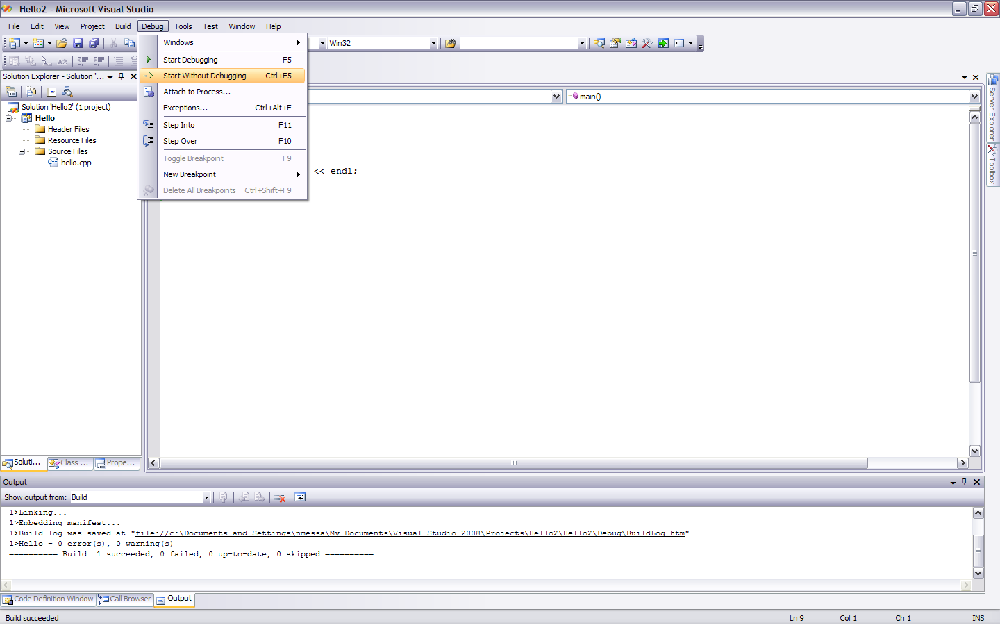 Hello2 - Microsoft Visual Studio
File Edit View Project Build Debug Tools Test Window Help
Win32
Windows
Start Debugging F5
Start Without Debugging Ctrl+F5
Attach to Process...
Exceptions... Ctrl+Alt+E
Step Into F11
Step Over F10
Toggle Breakpoint F9
New Breakpoint
Delete All Breakpoints Ctrl+Shift+F9
Solution Explorer - Solution '...
Solution 'Hello2' (1 project)
Hello
Header Files
Resource Files
Source Files
hello.cpp
main()
<< endl;
Server Explorer
Toolbox
Soluti... Class ... Prope...
Output
Show output from: Build
1>Linking...
1>Embedding manifest...
1>Build log was saved at "file://c:\Documents and Settings\nmessa\My Documents\Visual Studio 2008\Projects\Hello2\Hello2\Debug\BuildLog.htm"
1>Hello - 0 error(s), 0 warning(s)
========== Build: 1 succeeded, 0 failed, 0 up-to-date, 0 skipped ==========
Code Definition Window Call Browser Output
Build succeeded Ln 9 Col 1 Ch 1 INS